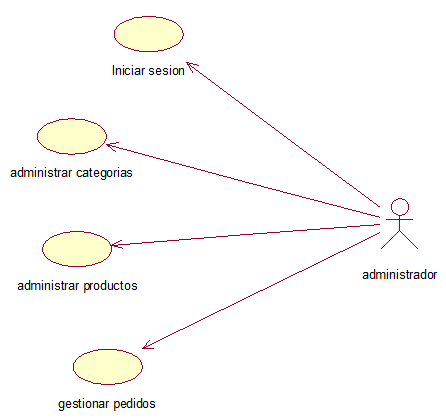 Iniciar sesion
administrar categorias
administrador
administrar productos
gestionar pedidos